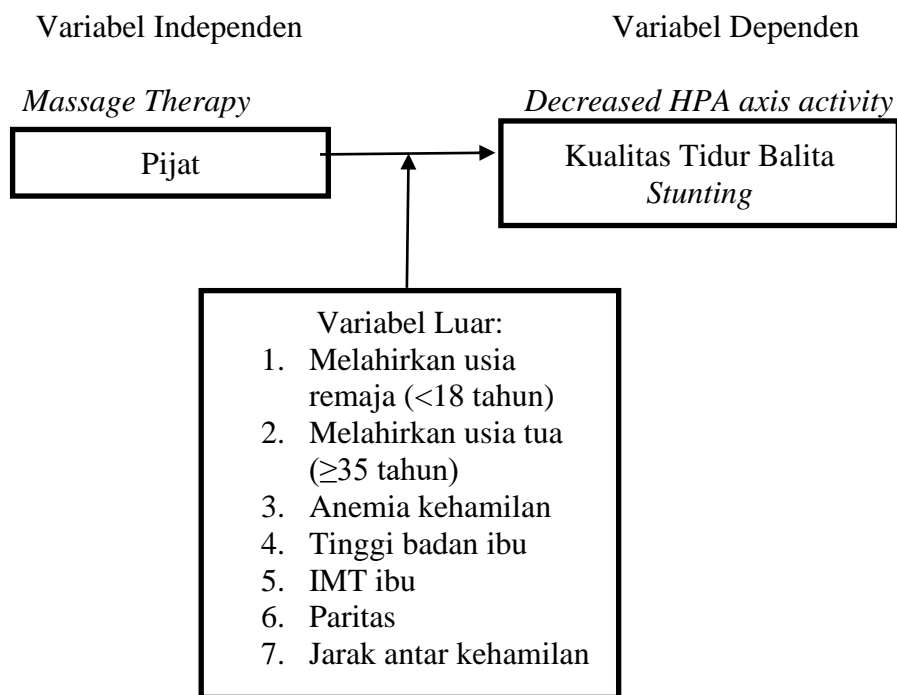 Variabel Independen
Variabel Dependen
Massage Therapy
Decreased HPA axis activity
Pijat
Kualitas Tidur Balita
Stunting
Variabel Luar:
1. Melahirkan usia
remaja (<18 tahun)
2. Melahirkan usia tua
(≥35 tahun)
3. Anemia kehamilan
4. Tinggi badan ibu
5. IMT ibu
6. Paritas
7. Jarak antar kehamilan